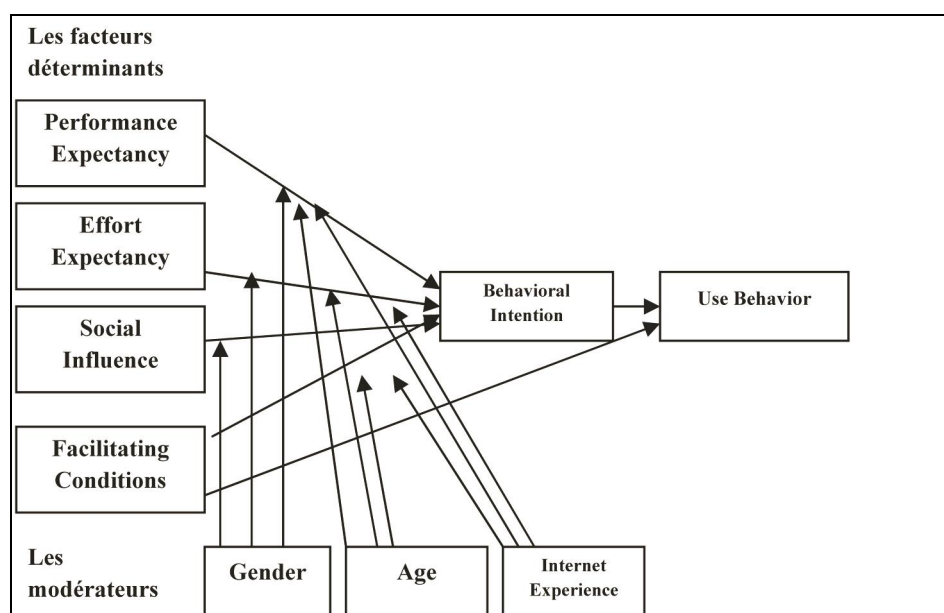 Les facteurs
déterminants
Performance
Expectancy
Effort
Expectancy
Social
Influence
Facilitating
Conditions
Behavioral
Intention
Use Behavior
Les
modérateurs
Gender
Age
Internet
Experience